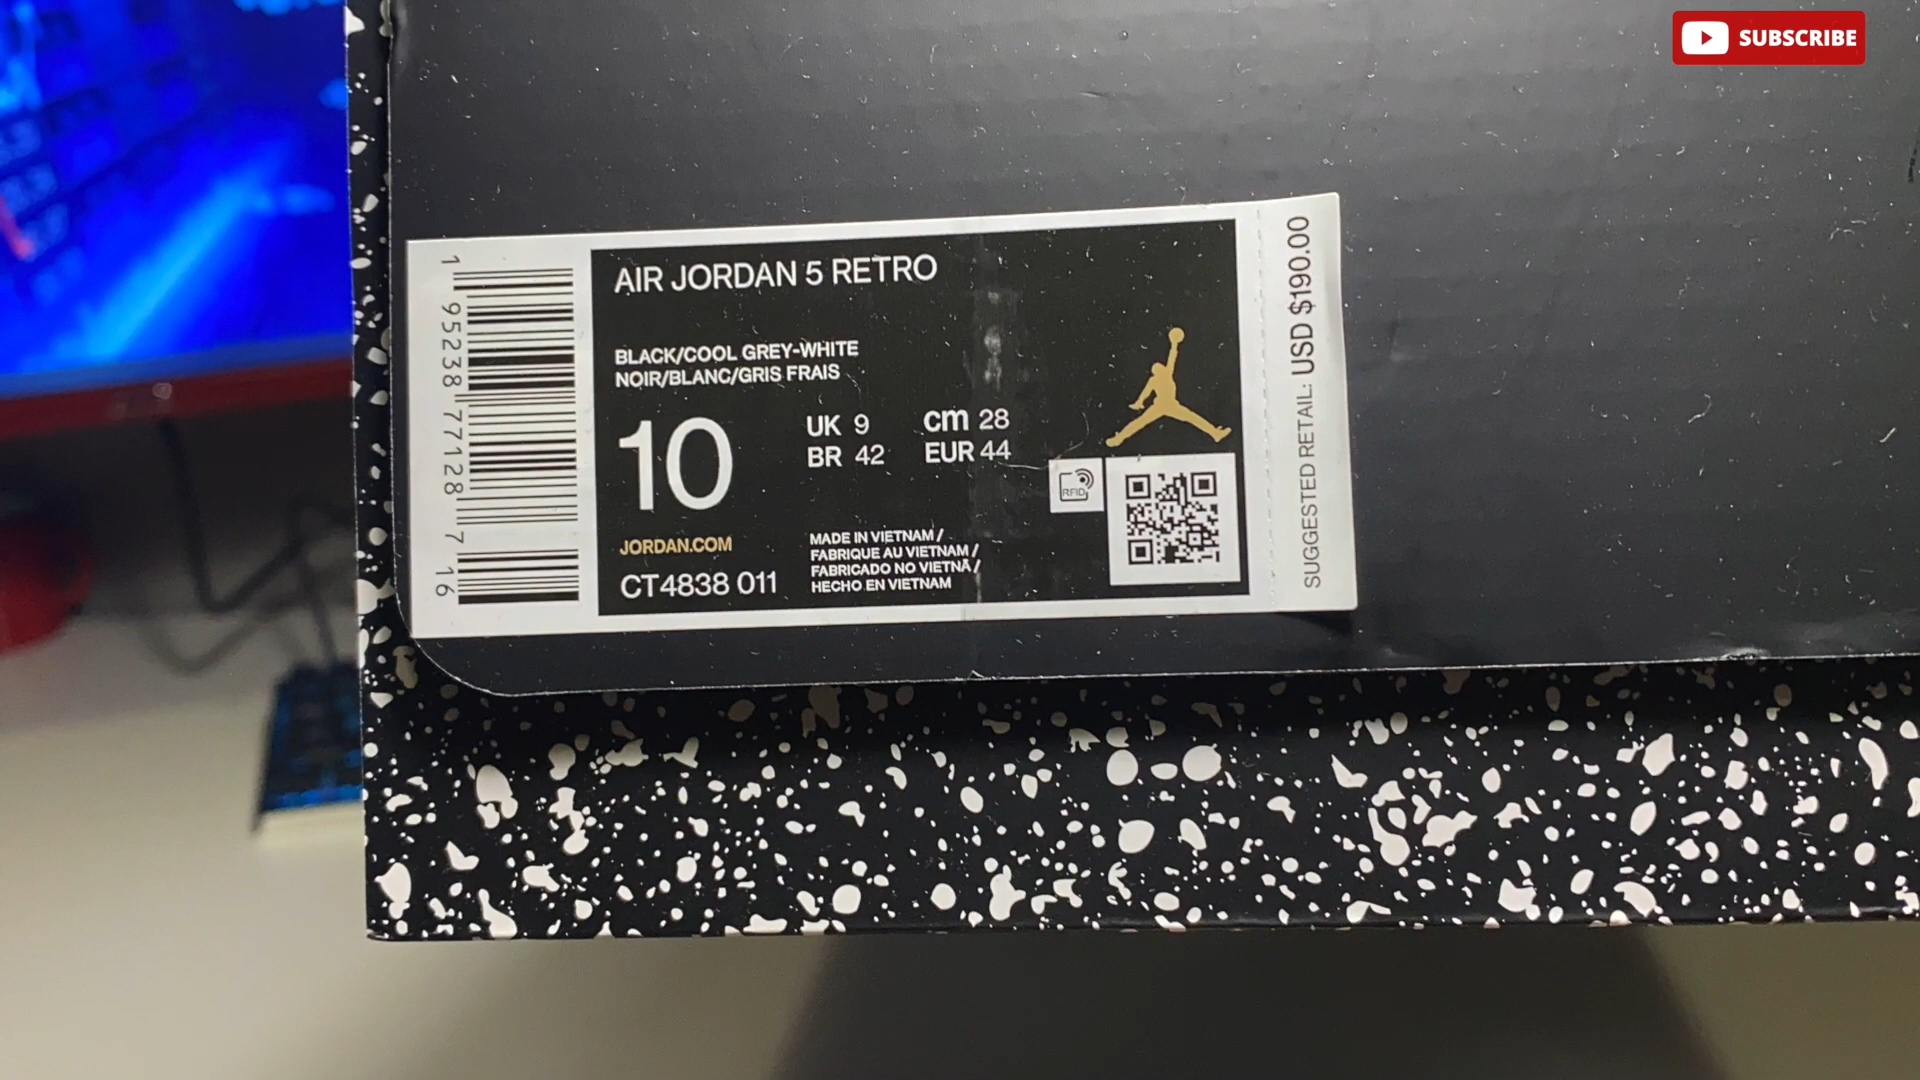 SUBSCRIBE
AIR JORDAN 5 RETRO
BLACK/COOL GREY-WHITE
NOIR/BLANC/GRIS FRAIS
10
UK 9
cm 28
BR 42
EUR 44
RFID
JORDAN.COM
CT4838 011
MADE IN VIETNAM /
FABRIQUE AU VIETNAM /
FABRICADO NO VIETNÃ /
HECHO EN VIETNAM
1 95238 77128 7 16
SUGGESTED RETAIL: USD $190.00